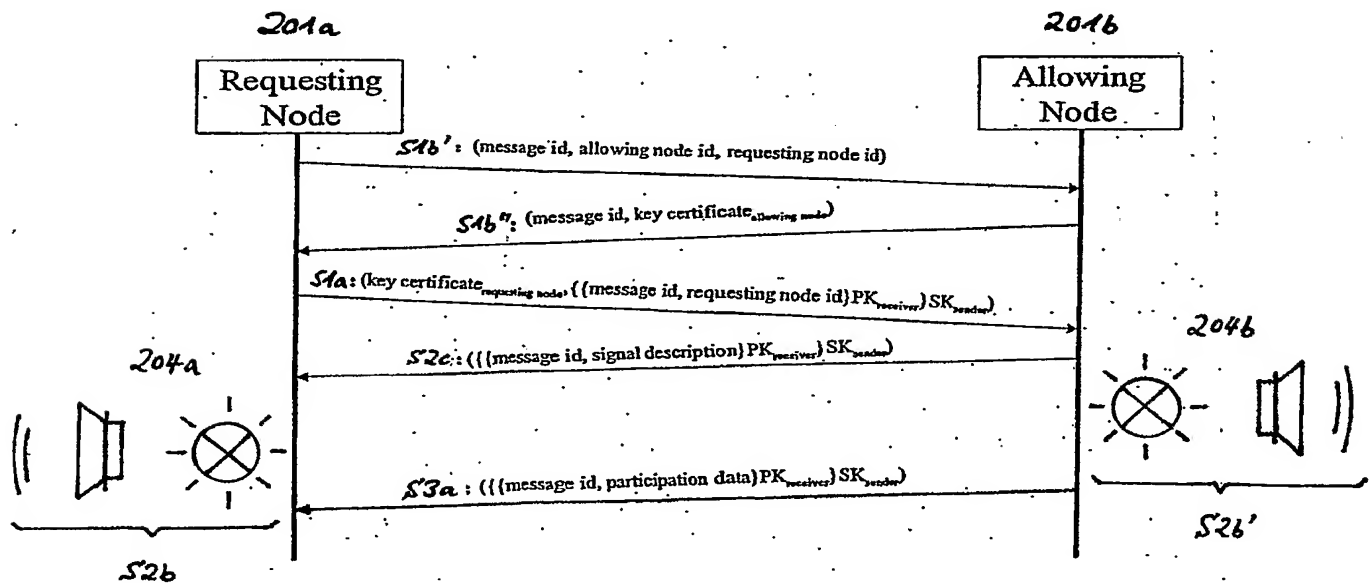 201a
201b
Requesting
Node
Allowing
Node
S1b': (message id, allowing node id, requesting node id)
S1b": (message id, key certificate allowing node)
S1a: (key certificate requesting node, {{message id, requesting node id}PK receiver}SK sender)
204b
S2c: ({{message id, signal description}PK receiver}SK sender)
204a
S3a: ({{message id, participation data}PK receiver}SK sender)
S2b'
S2b